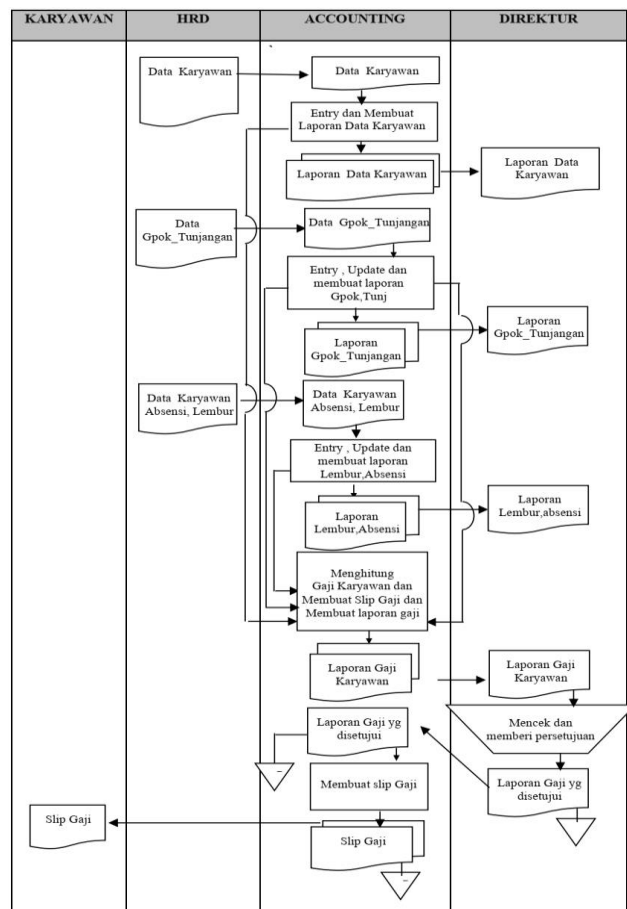 KARYAWAN
HRD
ACCOUNTING
DIREKTUR
Data Karyawan
Data Karyawan
Entry dan Membuat
Laporan Data Karyawan
Laporan Data Karyawan
Laporan Data
Karyawan
Data
Gpok_Tunjangan
Data Gpok_Tunjangan
Entry , Update dan
membuat laporan
Gpok,Tunj
Laporan
Gpok_Tunjangan
Laporan
Gpok_Tunjangan
Data Karyawan
Absensi, Lembur
Data Karyawan
Absensi, Lembur
Entry , Update dan
membuat laporan
Lembur,Absensi
Laporan
Lembur,Absensi
Laporan
Lembur,absensi
Menghitung
Gaji Karyawan dan
Membuat Slip Gaji dan
Membuat laporan gaji
Laporan Gaji
Karyawan
Laporan Gaji
Karyawan
Mencek dan
memberi persetujuan
Laporan Gaji yg
disetujui
Laporan Gaji yg
disetujui
Membuat slip Gaji
Slip Gaji
Slip Gaji